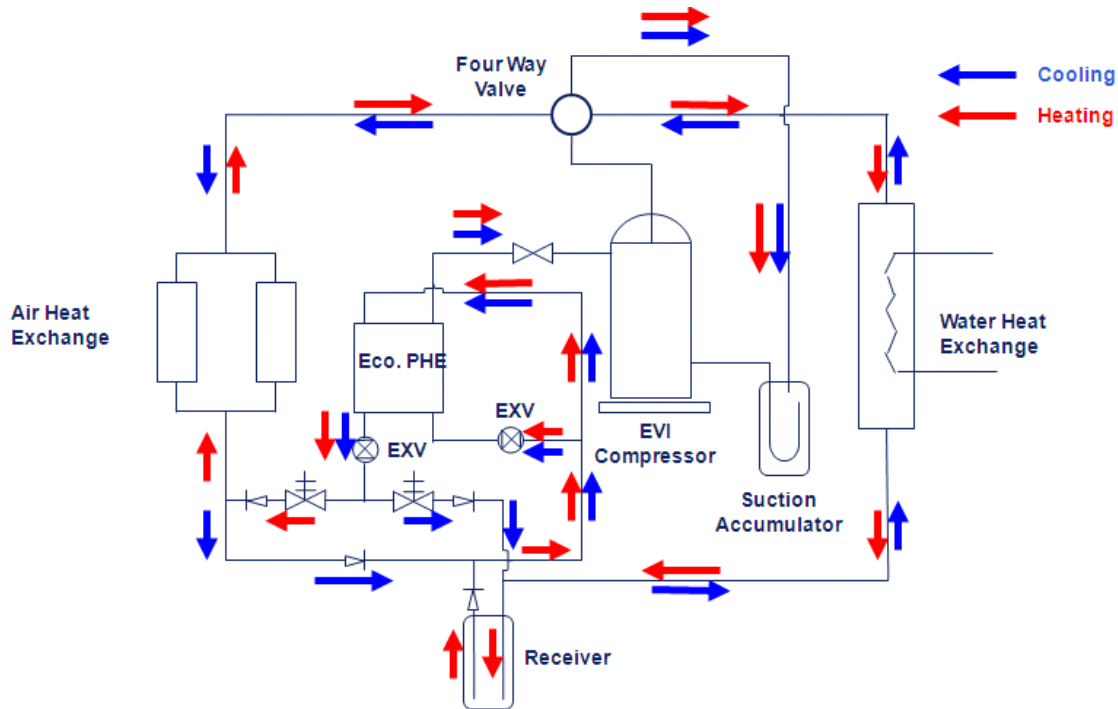 Four Way
Valve
Cooling
Heating
Air Heat
Exchange
Eco. PHE
Water Heat
Exchange
EXV
EXV
EVI
Compressor
Suction
Accumulator
Receiver